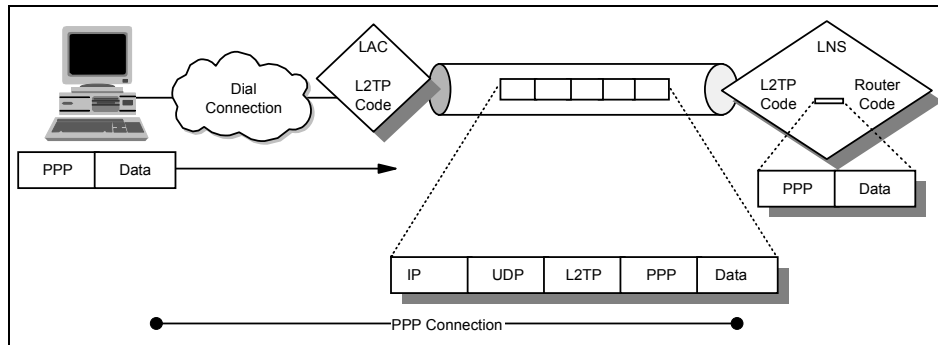 LAC
LNS
Dial
Connection
L2TP
Code
L2TP
Code
Router
Code
PPP
Data
PPP
Data
IP
UDP
L2TP
PPP
Data
PPP Connection